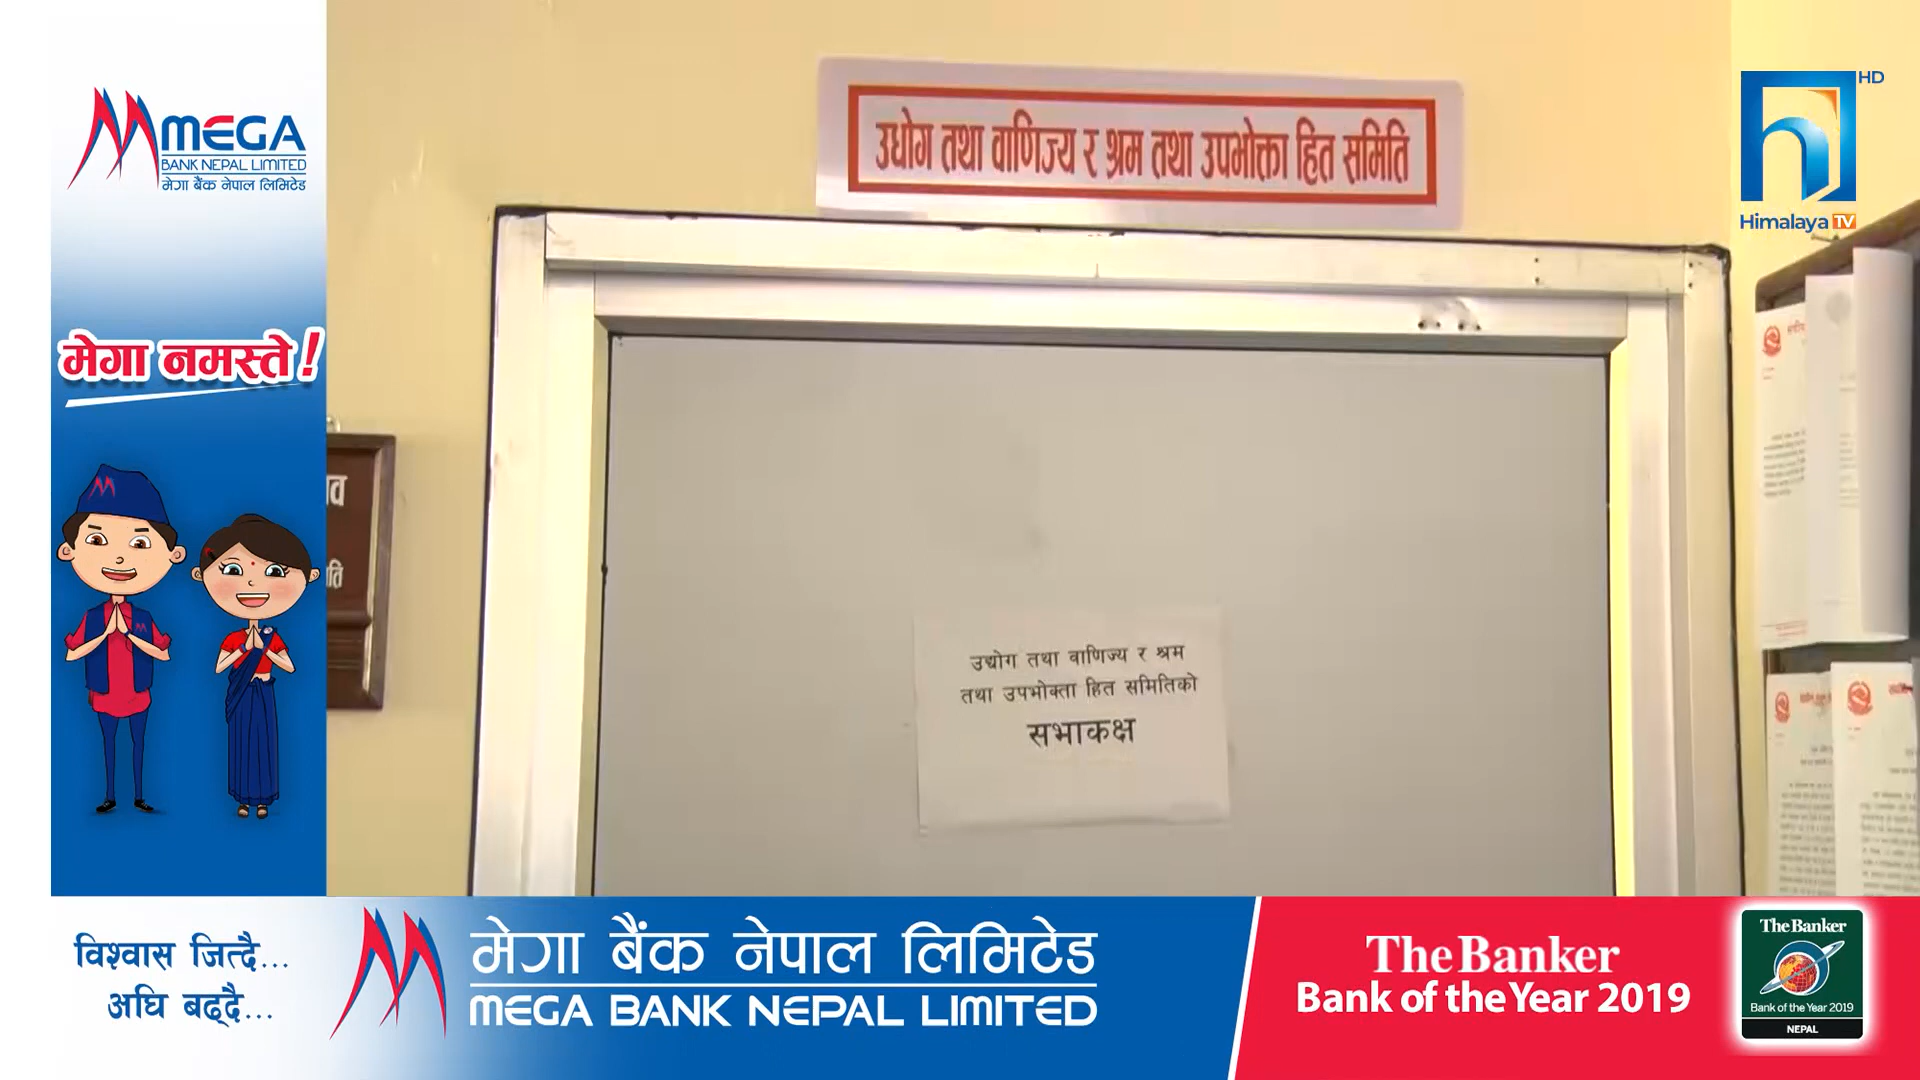 MEGA
BANK NEPAL LIMITED
मेगा बैंक नेपाल लिमिटेड
मेगा नमस्ते!
उधोग तथा वाणिज्य र श्रम तथा उपभोक्ता हित समिति
HD
Himalaya TV
उद्योग तथा वाणिज्य र श्रम
तथा उपभोक्ता हित समितिको
सभाकक्ष
विश्वास जित्दै...
अघि बढ्दै...
मेगा बैंक नेपाल लिमिटेड
MEGA BANK NEPAL LIMITED
The Banker
Bank of the Year 2019
The Banker
Bank of the Year 2019
NEPAL